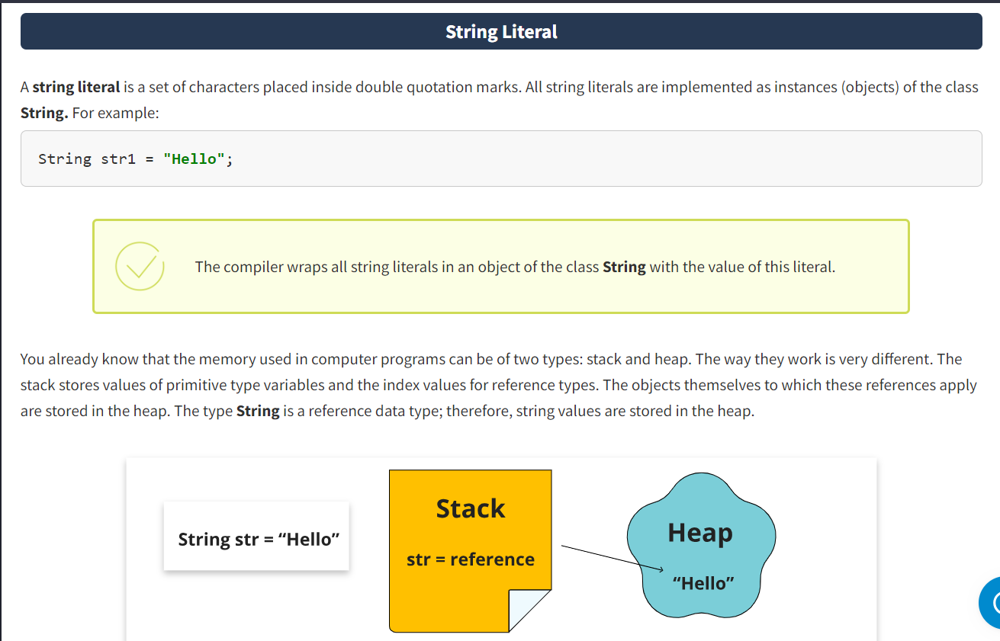 String Literal
A string literal is a set of characters placed inside double quotation marks. All string literals are implemented as instances (objects) of the class
String. For example:
String str1 = "Hello";
The compiler wraps all string literals in an object of the class String with the value of this literal.
You already know that the memory used in computer programs can be of two types: stack and heap. The way they work is very different. The
stack stores values of primitive type variables and the index values for reference types. The objects themselves to which these references apply
are stored in the heap. The type String is a reference data type; therefore, string values are stored in the heap.
String str = “Hello”
Stack
str = reference
Heap
“Hello”